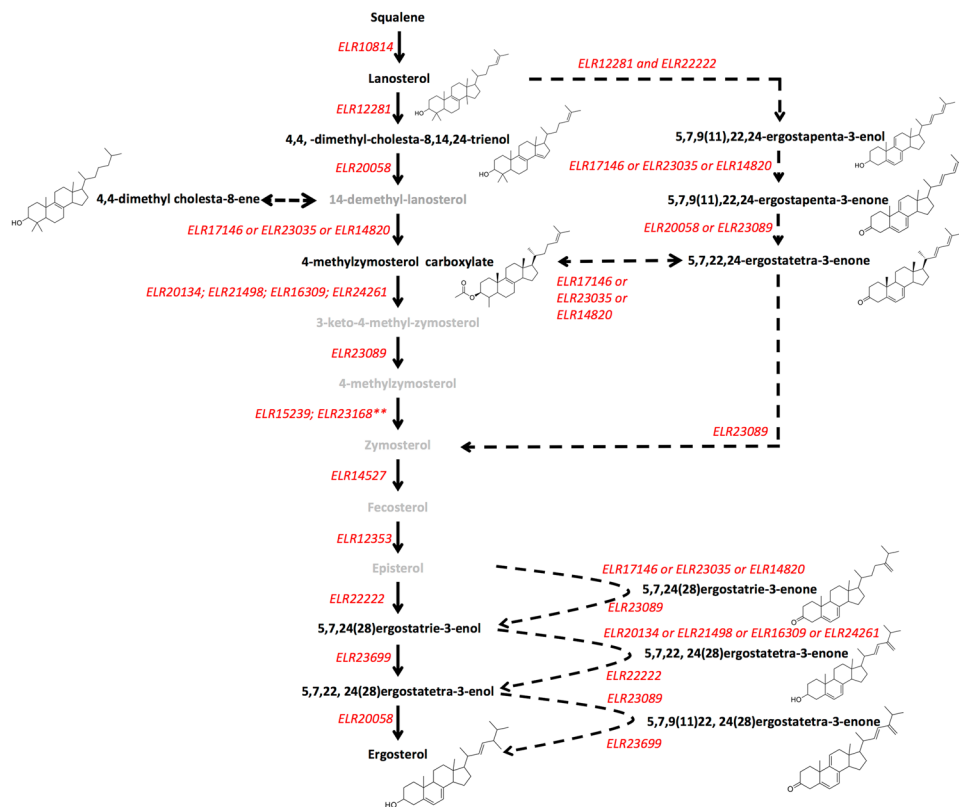 Squalene
ELR10814
ELR12281 and ELR22222
Lanosterol
HO
ELR12281
4,4, -dimethyl-cholesta-8,14,24-trienol
5,7,9(11),22,24-ergostapenta-3-enol
HO
ELR20058
HO
ELR17146 or ELR23035 or ELR14820
4,4-dimethyl cholesta-8-ene
14-demethyl-lanosterol
5,7,9(11),22,24-ergostapenta-3-enone
HO
O
ELR17146 or ELR23035 or ELR14820
ELR20058 or ELR23089
4-methylzymosterol carboxylate
5,7,22,24-ergostatetra-3-enone
O
O
O
ELR20134; ELR21498; ELR16309; ELR24261
ELR17146 or
ELR23035 or
ELR14820
3-keto-4-methyl-zymosterol
ELR23089
4-methylzymosterol
ELR15239; ELR23168**
ELR23089
Zymosterol
ELR14527
Fecosterol
ELR12353
Episterol
ELR17146 or ELR23035 or ELR14820
5,7,24(28)ergostatrie-3-enone
O
ELR22222
ELR23089
5,7,24(28)ergostatrie-3-enol
ELR20134 or ELR21498 or ELR16309 or ELR24261
ELR23699
5,7,22, 24(28)ergostatetra-3-enone
ELR22222
HO
5,7,22, 24(28)ergostatetra-3-enol
ELR23089
ELR20058
5,7,9(11)22, 24(28)ergostatetra-3-enone
ELR23699
Ergosterol
HO
O